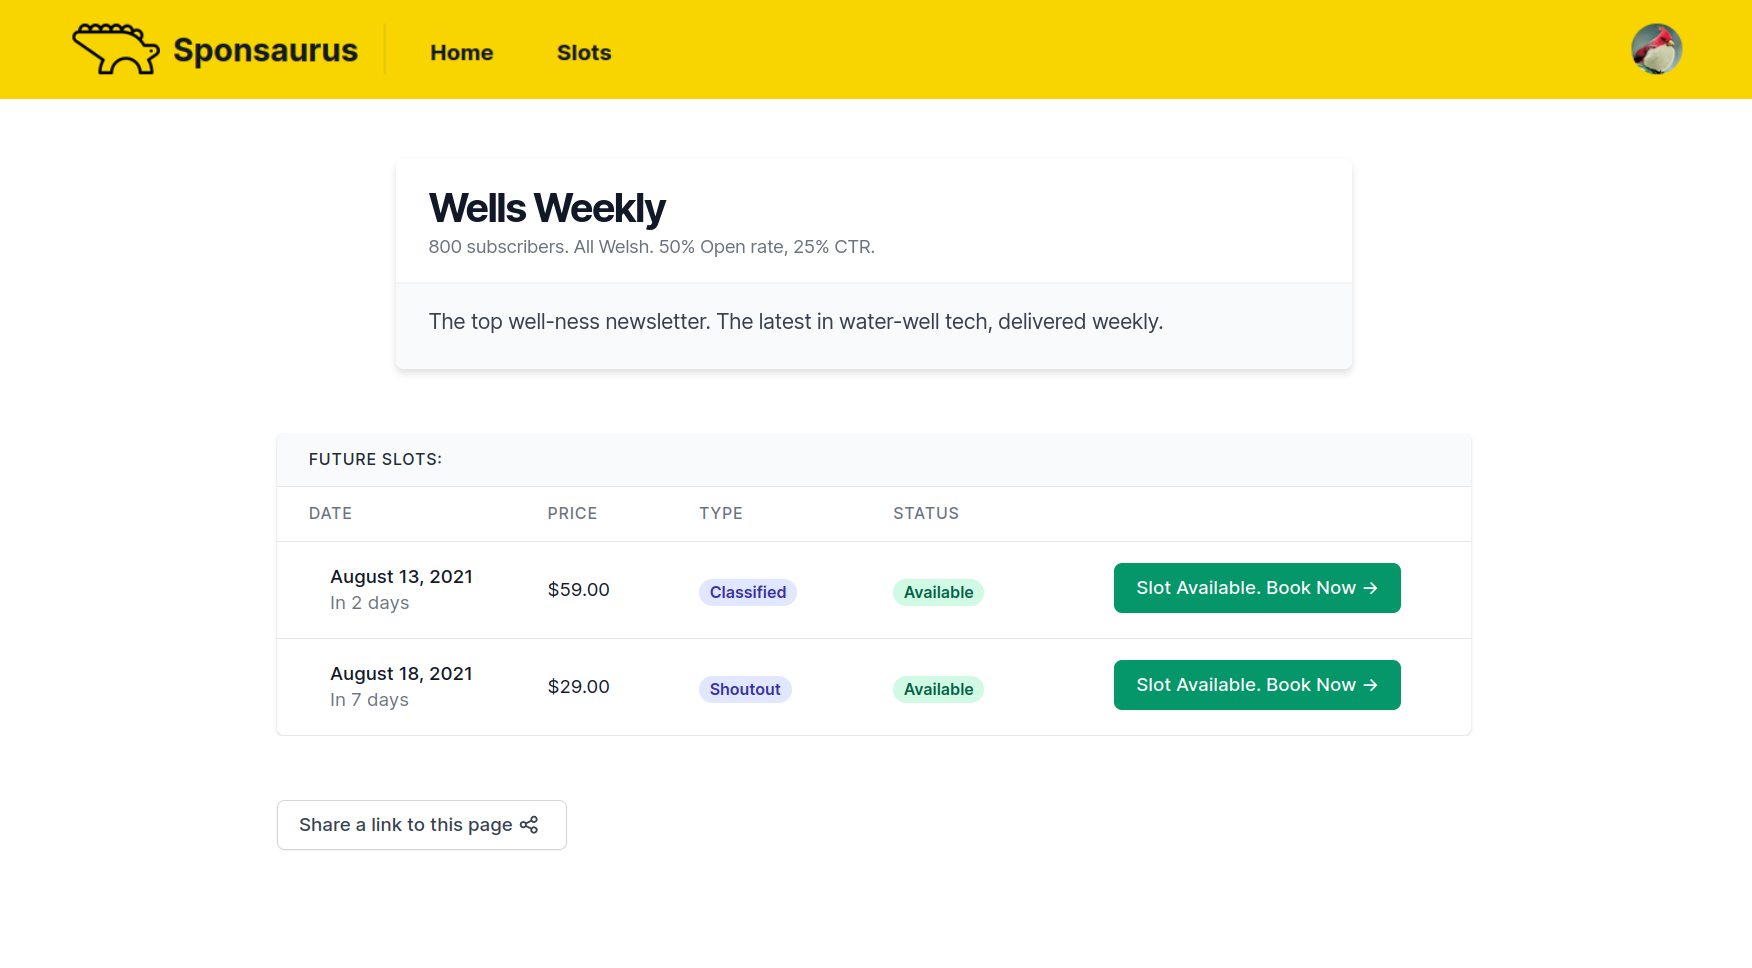 Sponsaurus Home Slots
Wells Weekly
800 subscribers. All Welsh. 50% Open rate, 25% CTR.
The top well-ness newsletter. The latest in water-well tech, delivered weekly.
FUTURE SLOTS:
DATE PRICE TYPE STATUS
August 13, 2021
In 2 days
$59.00 Classified Available Slot Available. Book Now →
August 18, 2021
In 7 days
$29.00 Shoutout Available Slot Available. Book Now →
Share a link to this page